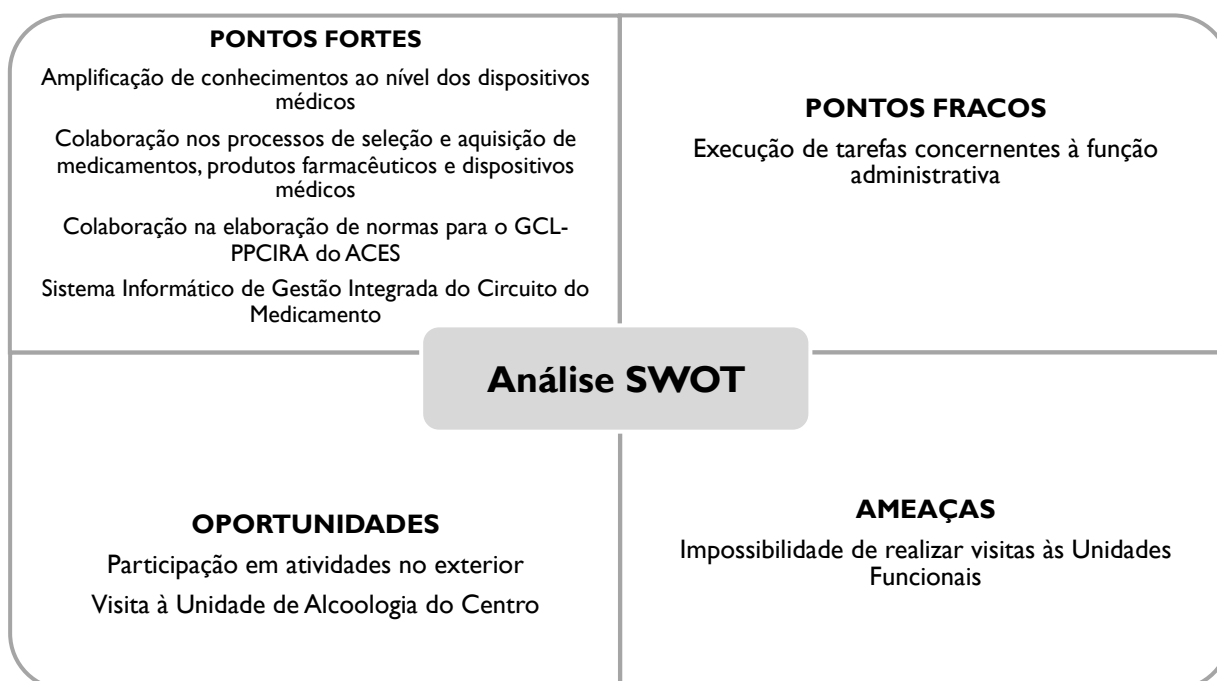 PONTOS FORTES
Amplificação de conhecimentos ao nível dos dispositivos
médicos
Colaboração nos processos de seleção e aquisição de
medicamentos, produtos farmacêuticos e dispositivos
médicos
Colaboração na elaboração de normas para o GCL-
PPCIRA do ACES
Sistema Informático de Gestão Integrada do Circuito do
Medicamento
PONTOS FRACOS
Execução de tarefas concernentes à função
administrativa
Análise SWOT
OPORTUNIDADES
Participação em atividades no exterior
Visita à Unidade de Alcoologia do Centro
AMEAÇAS
Impossibilidade de realizar visitas às Unidades
Funcionais